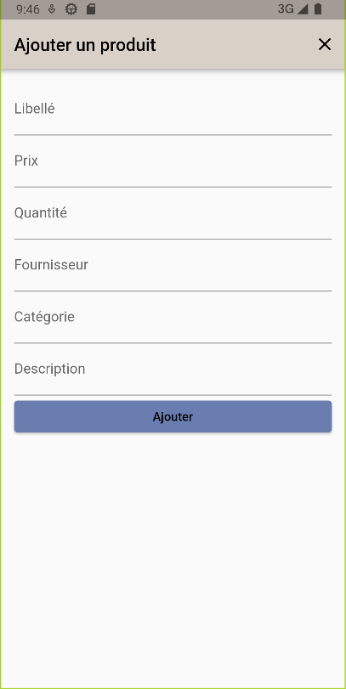 9:46
3G
Ajouter un produit
Libellé
Prix
Quantité
Fournisseur
Catégorie
Description
Ajouter